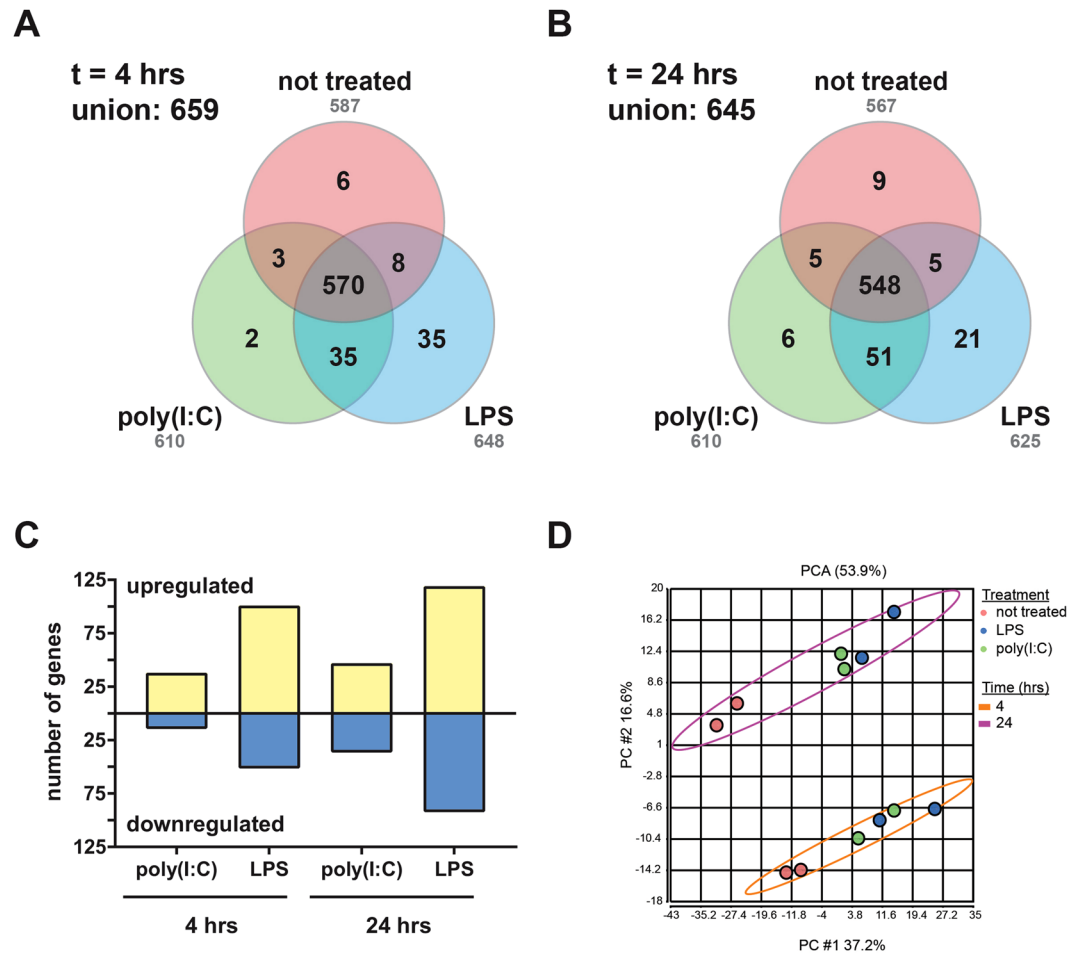 A
t = 4 hrs
union: 659
not treated
587
6
3
8
570
2
35
35
poly(I:C)
610
LPS
648
B
t = 24 hrs
union: 645
not treated
567
9
5
5
548
6
51
21
poly(I:C)
610
LPS
625
C
number of genes
125
75
25
25
75
125
upregulated
downregulated
poly(I:C) LPS poly(I:C) LPS
4 hrs 24 hrs
D
PCA (53.9%)
PC #2 16.6%
20
16.2
12.4
8.6
4.8
1
-2.8
-6.6
-10.4
-14.2
-18
-43 -35.2 -27.4 -19.6 -11.8 -4 3.8 11.6 19.4 27.2 35
PC #1 37.2%
Treatment
not treated
LPS
poly(I:C)
Time (hrs)
4
24